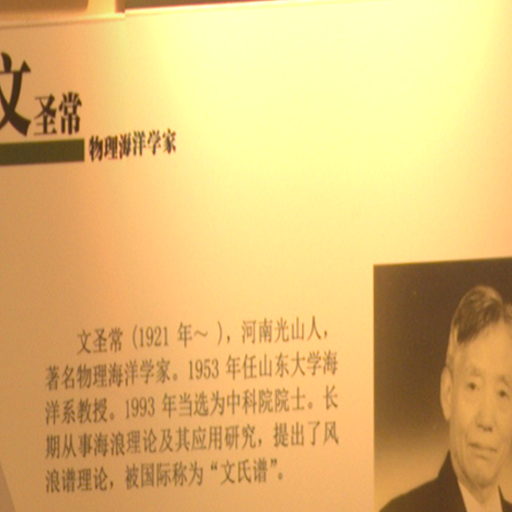 文圣常
物理海洋学家
文圣常（1921 年～ ），河南光山人，
著名物理海洋学家。1953 年任山东大学海
洋系教授。1993 年当选为中科院院士。长
期从事海浪理论及其应用研究，提出了风
浪谱理论，被国际称为“文氏谱”。